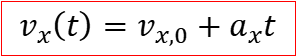 vₓ(t) = vₓ,₀ + aₓt